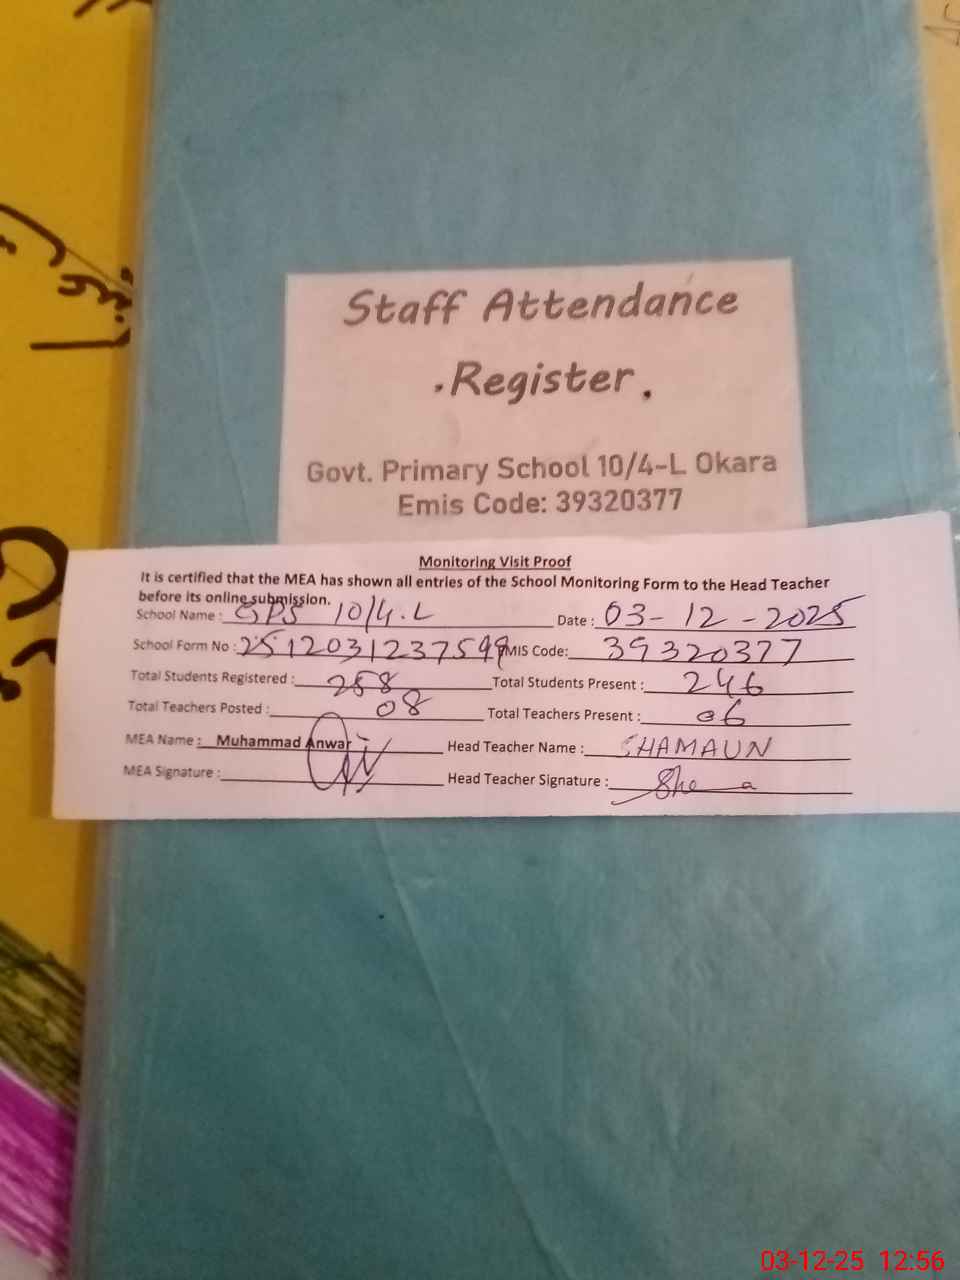 Staff Attendance
.Register.
Govt. Primary School 10/4-L Okara
Emis Code: 39320377
Monitoring Visit Proof
It is certified that the MEA has shown all entries of the School Monitoring Form to the Head Teacher
before its online submission.
School Name : GPS 10/4.L Date : 03-12-2025
School Form No : EMIS Code: 39320377
Total Students Registered : 258 Total Students Present : 246
Total Teachers Posted : 08 Total Teachers Present : 06
MEA Name : Muhammad Anwar Head Teacher Name : SHAMAUN
MEA Signature : Head Teacher Signature :
03-12-25 12:56